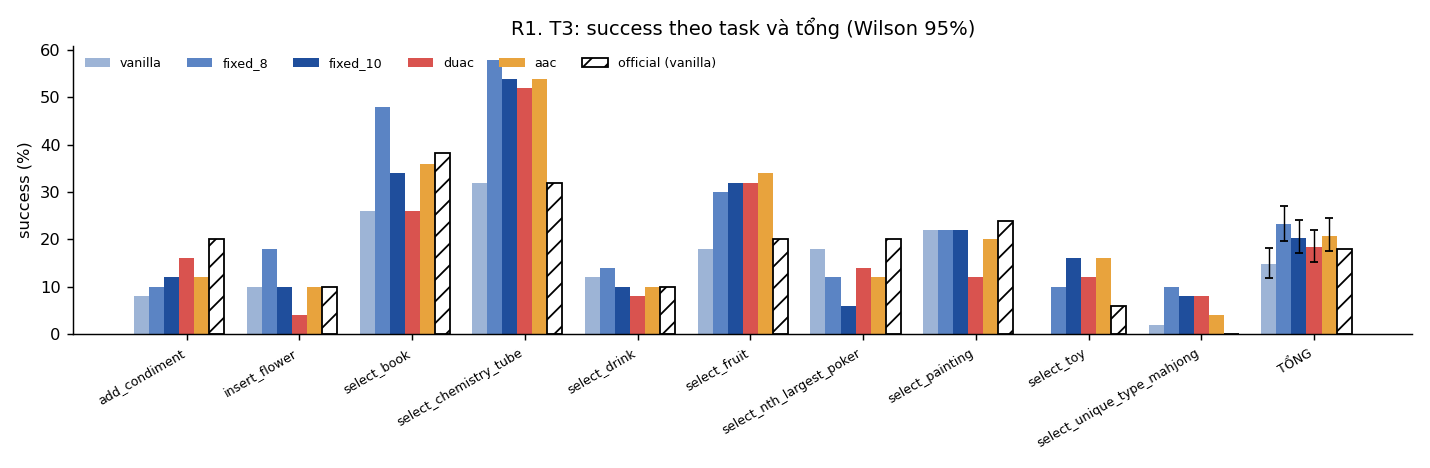 R1. T3: success theo task và tổng (Wilson 95%)
vanilla fixed_8 fixed_10 duac aac official (vanilla)
success (%)
60
50
40
30
20
10
0
add_condiment
insert_flower
select_book
select_chemistry_tube
select_drink
select_fruit
select_nth_largest_poker
select_painting
select_toy
select_unique_type_mahjong
TỔNG